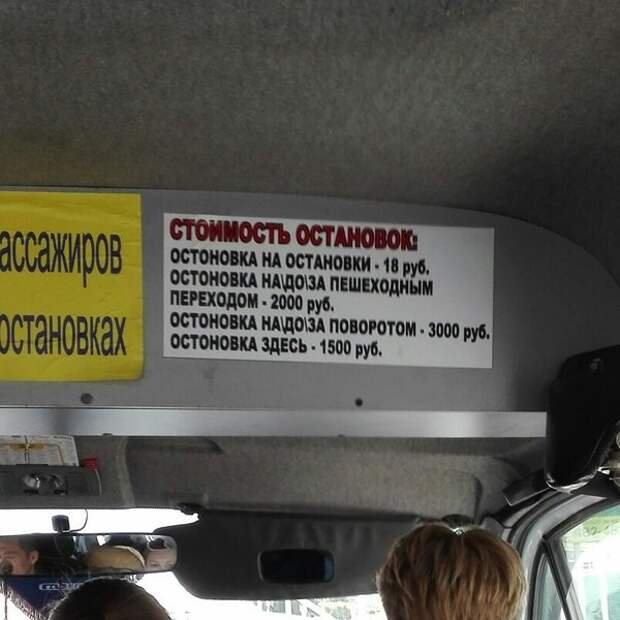 ассажиров
остановках
СТОИМОСТЬ ОСТАНОВОК:
ОСТОНОВКА НА ОСТАНОВКИ - 18 руб.
ОСТОНОВКА НА\ДО\ЗА ПЕШЕХОДНЫМ
ПЕРЕХОДОМ - 2000 руб.
ОСТОНОВКА НА\ДО\ЗА ПОВОРОТОМ - 3000 руб.
ОСТОНОВКА ЗДЕСЬ - 1500 руб.